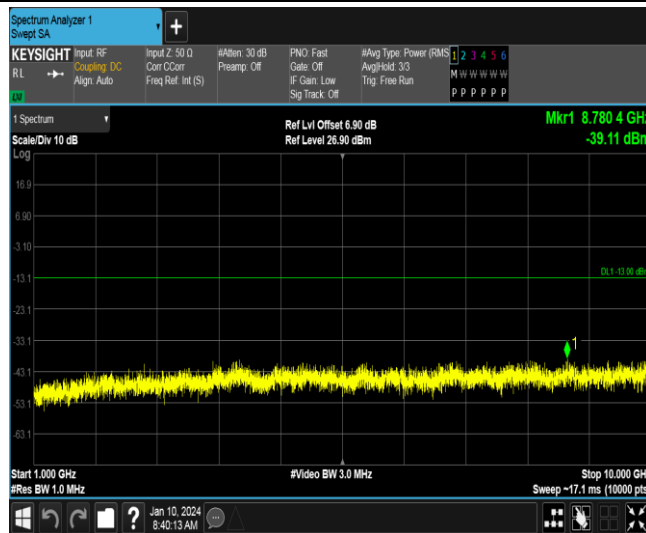 Spectrum Analyzer 1
Swept SA
+
KEYSIGHT
RL
LXI
Input: RF
Coupling: DC
Align: Auto
Input Z: 50 Ω
Corr CCorr
Freq Ref: Int (S)
#Atten: 30 dB
Preamp: Off
PNO: Fast
Gate: Off
IF Gain: Low
Sig Track: Off
#Avg Type: Power (RMS
Avg|Hold: 3/3
Trig: Free Run
1 2 3 4 5 6
M W W W W W
P P P P P P
1 Spectrum
Scale/Div 10 dB
Log
Ref Lvl Offset 6.90 dB
Ref Level 26.90 dBm
Mkr1 8.780 4 GHz
-39.11 dBm
16.9
6.90
-3.10
-13.1
DL1 -13.00 dBm
-23.1
-33.1
1
-43.1
-53.1
-63.1
Start 1.000 GHz
#Video BW 3.0 MHz
Stop 10.000 GHz
#Res BW 1.0 MHz
Sweep ~17.1 ms (10000 pts
?
Jan 10, 2024
8:40:13 AM